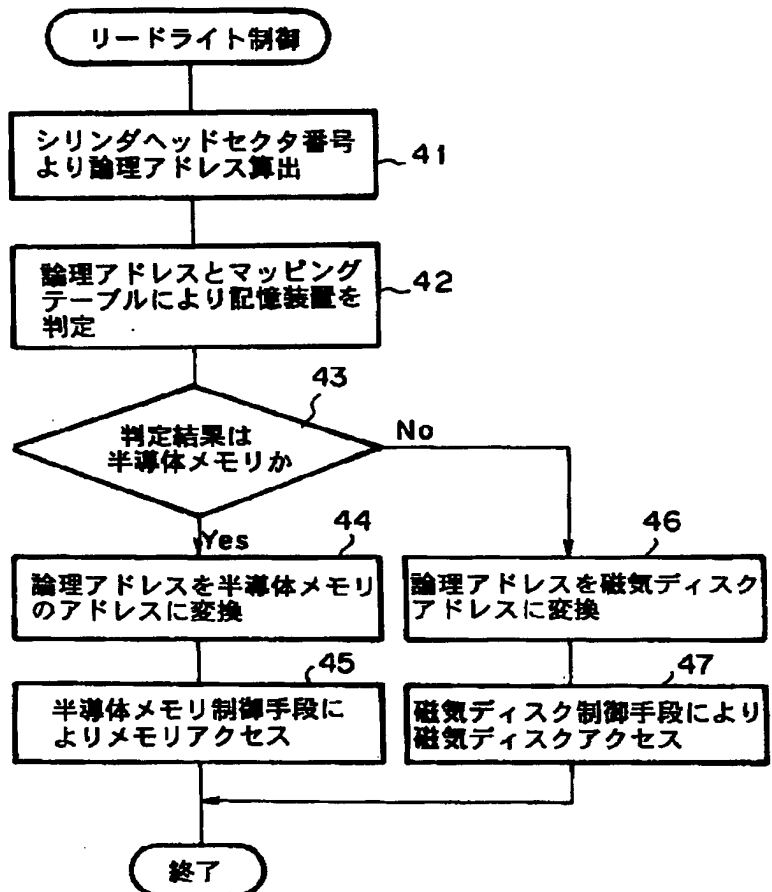 リードライト制御
シリンダヘッドセクタ番号
より論理アドレス算出
41
論理アドレスとマッピング
テーブルにより記憶装置を
判定
42
43
判定結果は
半導体メモリか
No
Yes
44
論理アドレスを半導体メモリ
のアドレスに変換
46
論理アドレスを磁気ディスク
アドレスに変換
45
半導体メモリ制御手段に
よりメモリアクセス
47
磁気ディスク制御手段により
磁気ディスクアクセス
終了